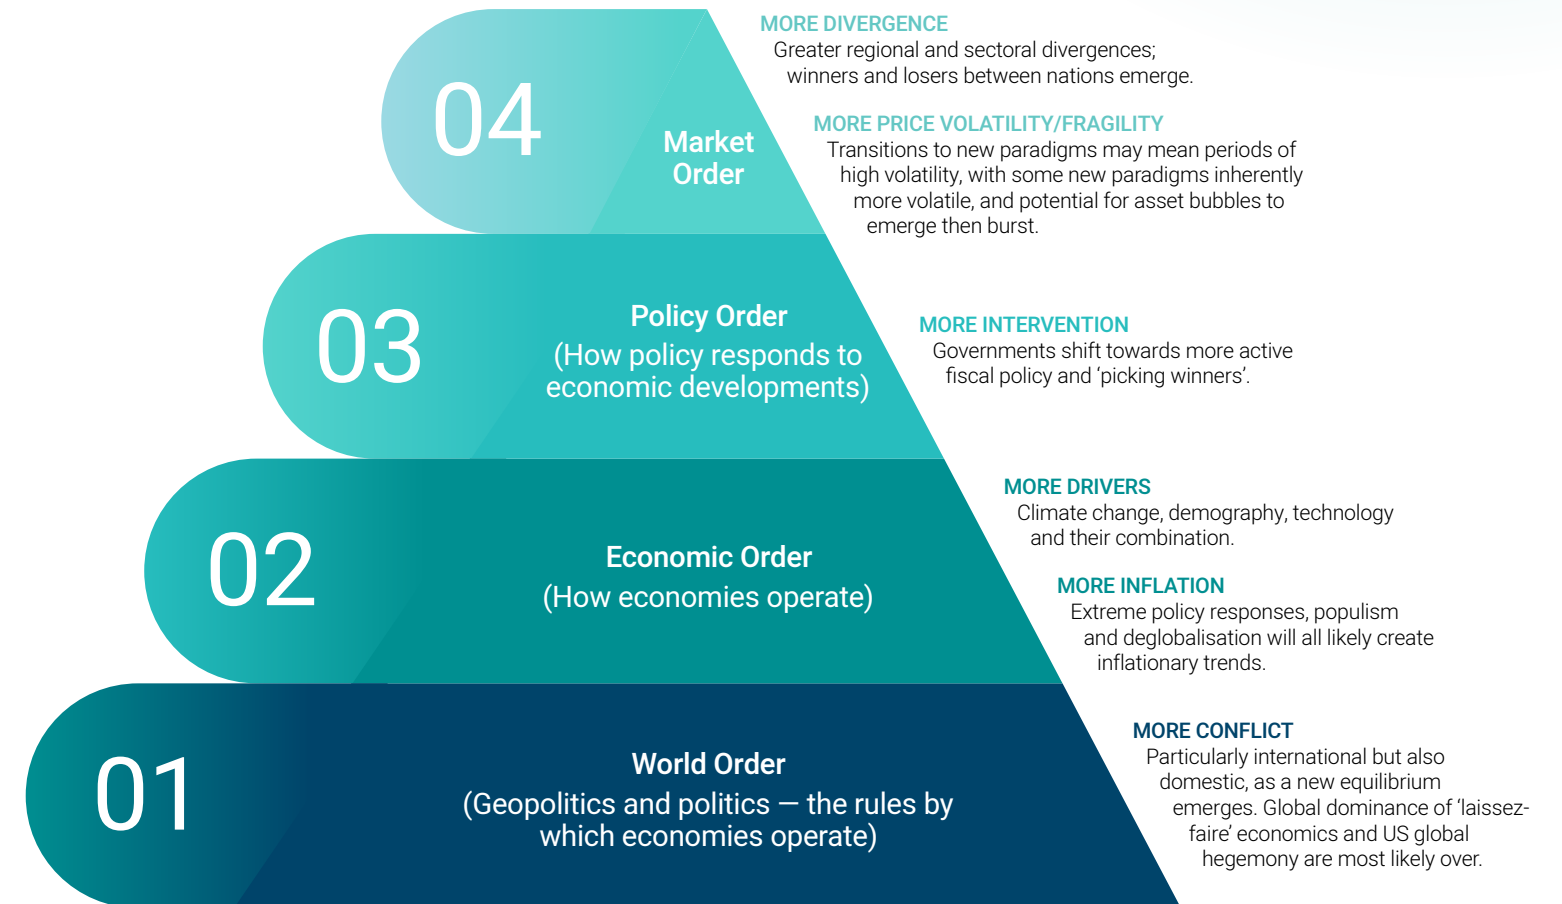 04
Market
Order
MORE DIVERGENCE
Greater regional and sectoral divergences;
winners and losers between nations emerge.
MORE PRICE VOLATILITY/FRAGILITY
Transitions to new paradigms may mean periods of
high volatility, with some new paradigms inherently
more volatile, and potential for asset bubbles to
emerge then burst.
03
Policy Order
(How policy responds to
economic developments)
MORE INTERVENTION
Governments shift towards more active
fiscal policy and ‘picking winners’.
02
Economic Order
(How economies operate)
MORE DRIVERS
Climate change, demography, technology
and their combination.
MORE INFLATION
Extreme policy responses, populism
and deglobalisation will all likely create
inflationary trends.
01
World Order
(Geopolitics and politics — the rules by
which economies operate)
MORE CONFLICT
Particularly international but also
domestic, as a new equilibrium
emerges. Global dominance of ‘laissez-
faire’ economics and US global
hegemony are most likely over.